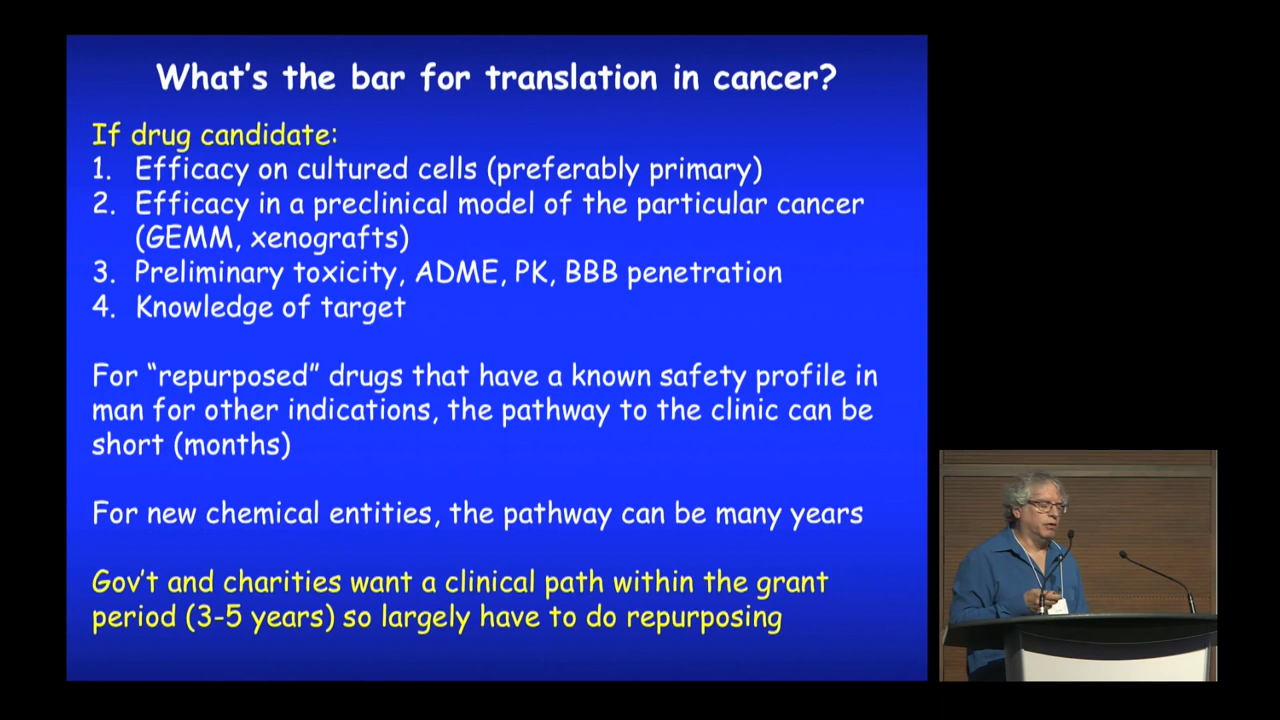 What's the bar for translation in cancer?
If drug candidate:
1. Efficacy on cultured cells (preferably primary)
2. Efficacy in a preclinical model of the particular cancer
(GEMM, xenografts)
3. Preliminary toxicity, ADME, PK, BBB penetration
4. Knowledge of target
For “repurposed” drugs that have a known safety profile in
man for other indications, the pathway to the clinic can be
short (months)
For new chemical entities, the pathway can be many years
Gov't and charities want a clinical path within the grant
period (3-5 years) so largely have to do repurposing